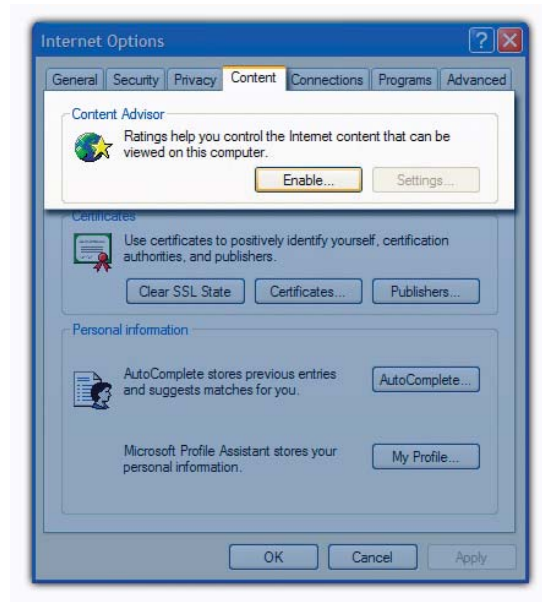 Internet Options
General Security Privacy Content Connections Programs Advanced
Content Advisor
Ratings help you control the Internet content that can be
viewed on this computer.
Enable... Settings...
Certificates
Use certificates to positively identify yourself, certification
authorities, and publishers.
Clear SSL State Certificates... Publishers...
Personal information
AutoComplete stores previous entries
and suggests matches for you.
AutoComplete...
Microsoft Profile Assistant stores your
personal information.
My Profile...
OK Cancel Apply